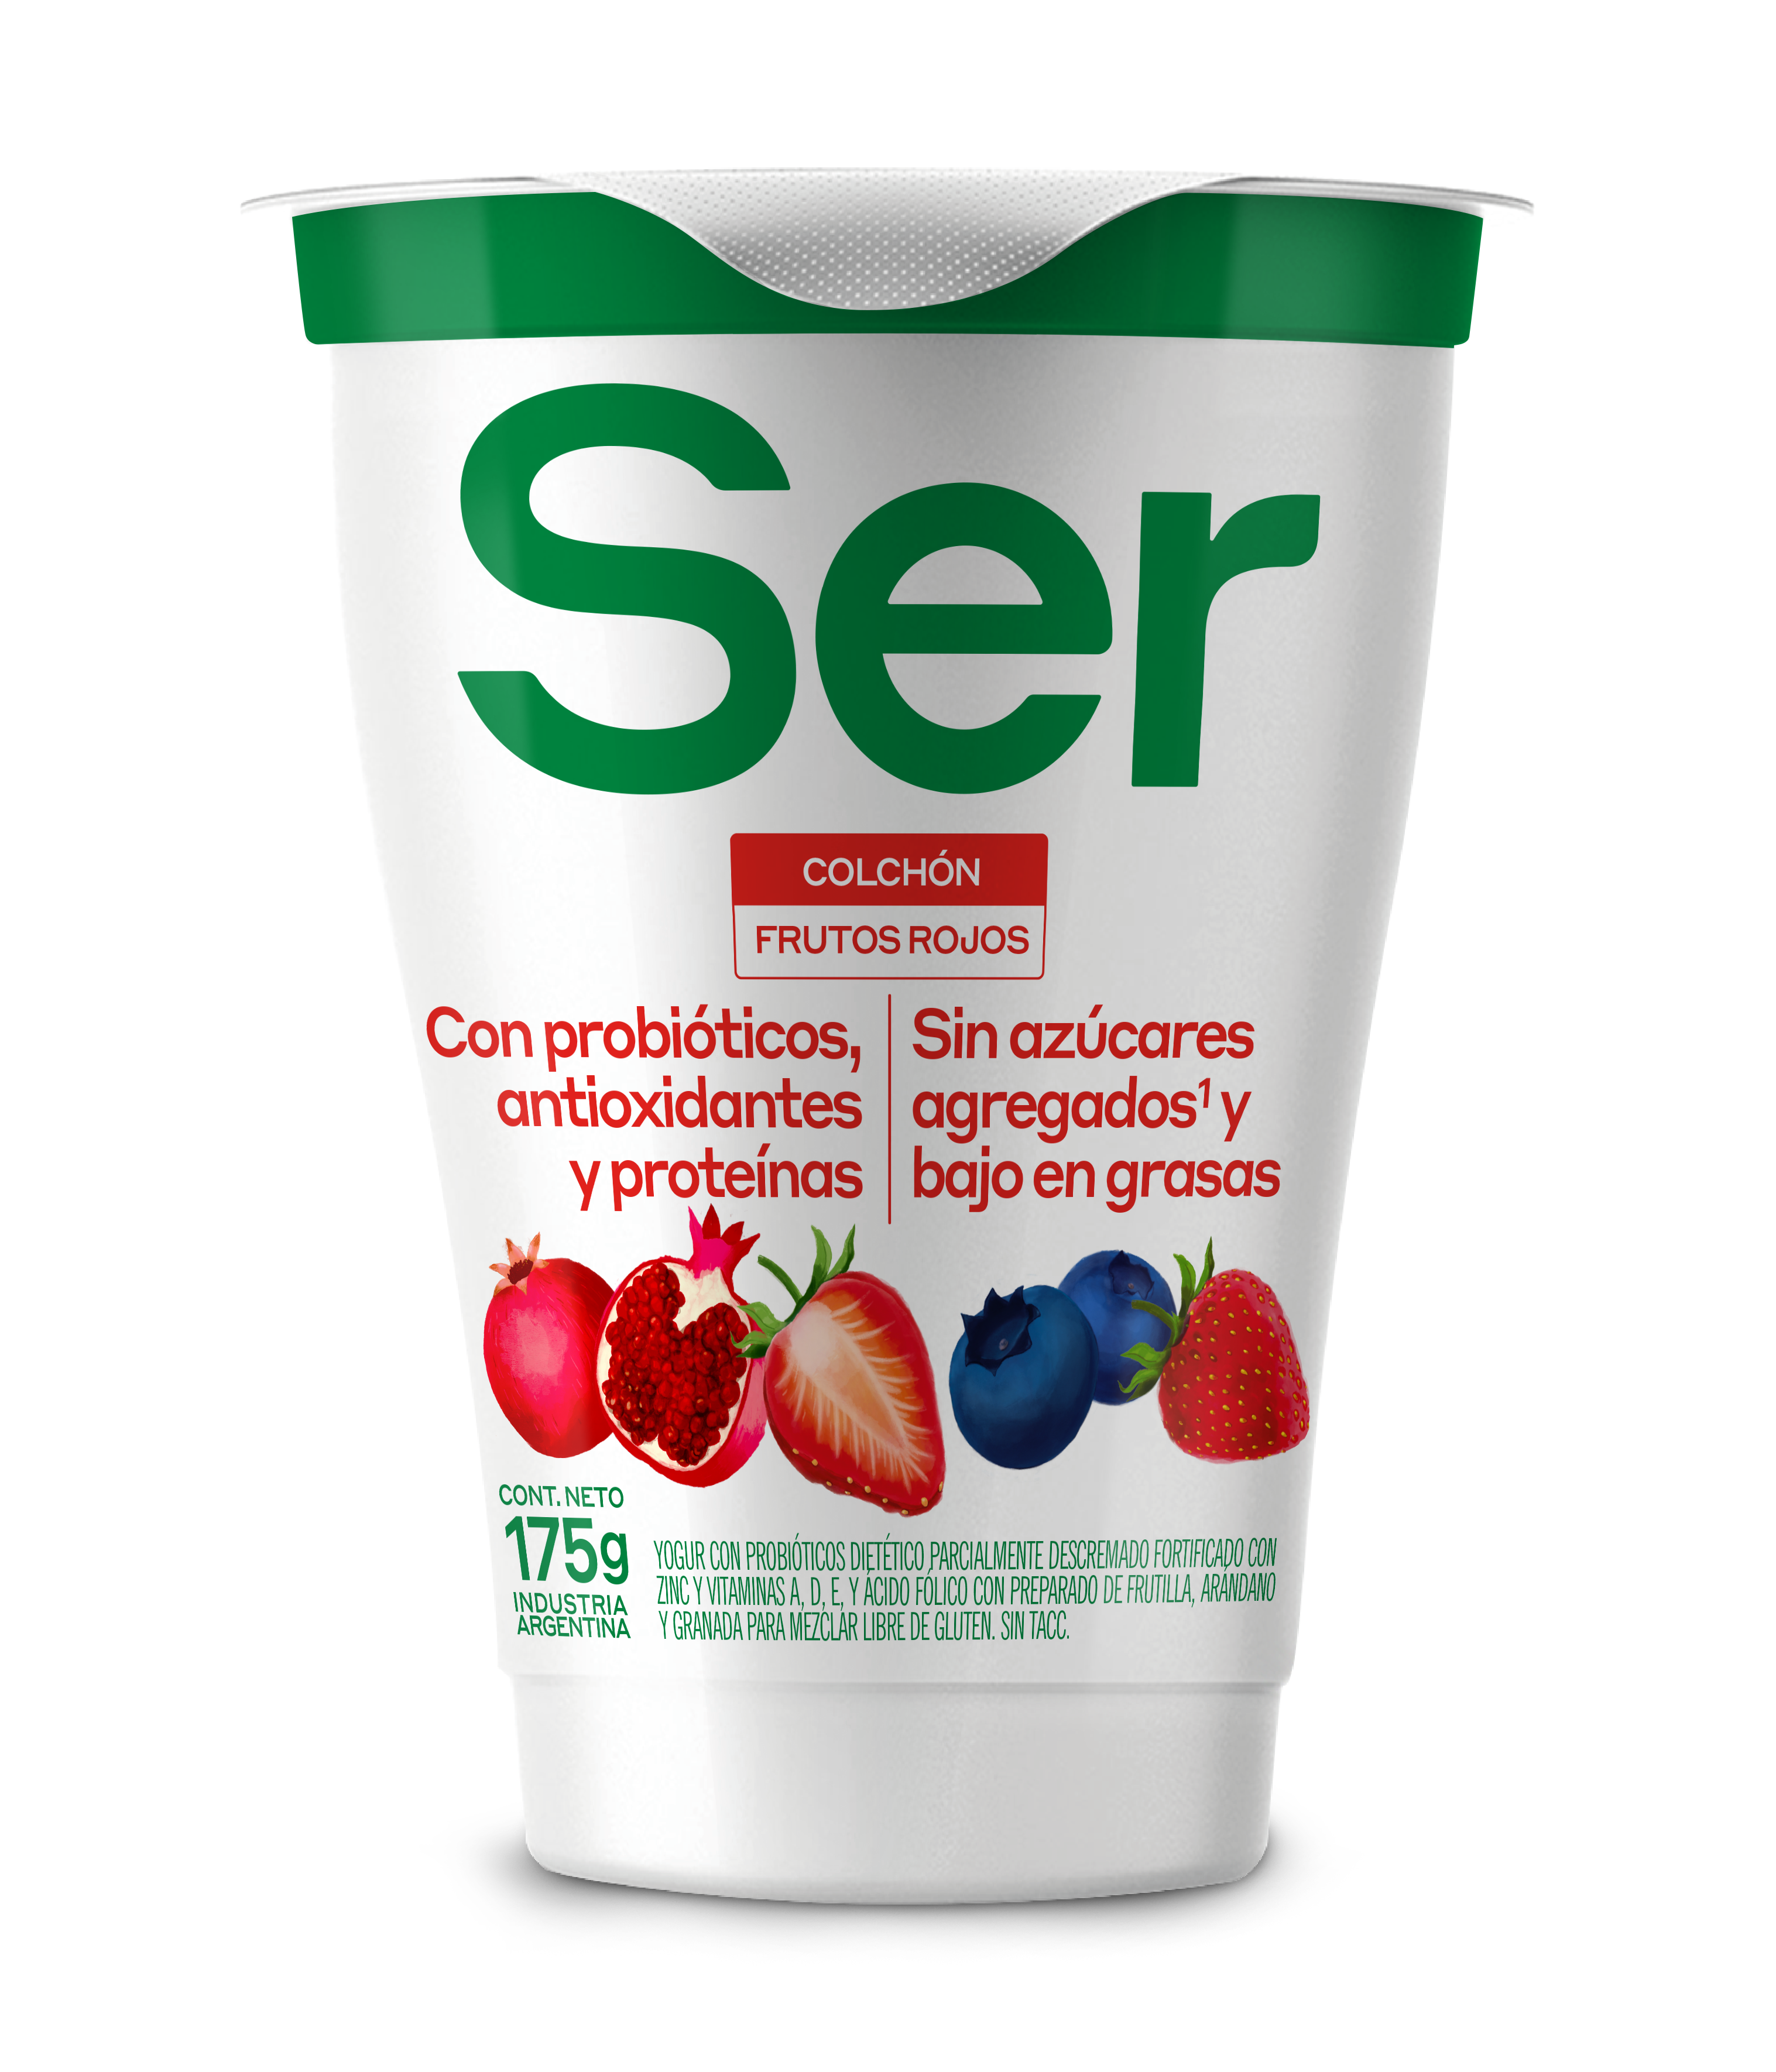 Ser
COLCHÓN
FRUTOS ROJOS
Con probióticos,
antioxidantes
y proteínas
Sin azúcares
agregados¹ y
bajo en grasas
CONT. NETO
175g
INDUSTRIA
ARGENTINA
YOGUR CON PROBIÓTICOS DIETÉTICO PARCIALMENTE DESCREMADO FORTIFICADO CON
ZINC Y VITAMINAS A, D, E, Y ÁCIDO FÓLICO CON PREPARADO DE FRUTILLA, ARÁNDANO
Y GRANADA PARA MEZCLAR LIBRE DE GLUTEN. SIN TACC.